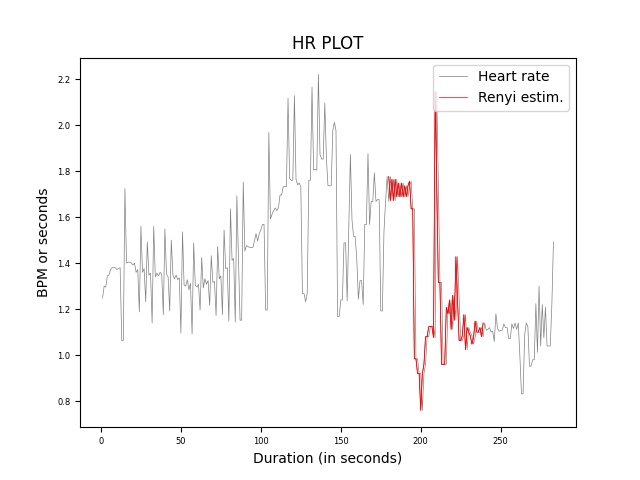 HR PLOT
Heart rate
Renyi estim.
BPM or seconds
2.2
2.0
1.8
1.6
1.4
1.2
1.0
0.8
0
50
100
150
200
250
Duration (in seconds)